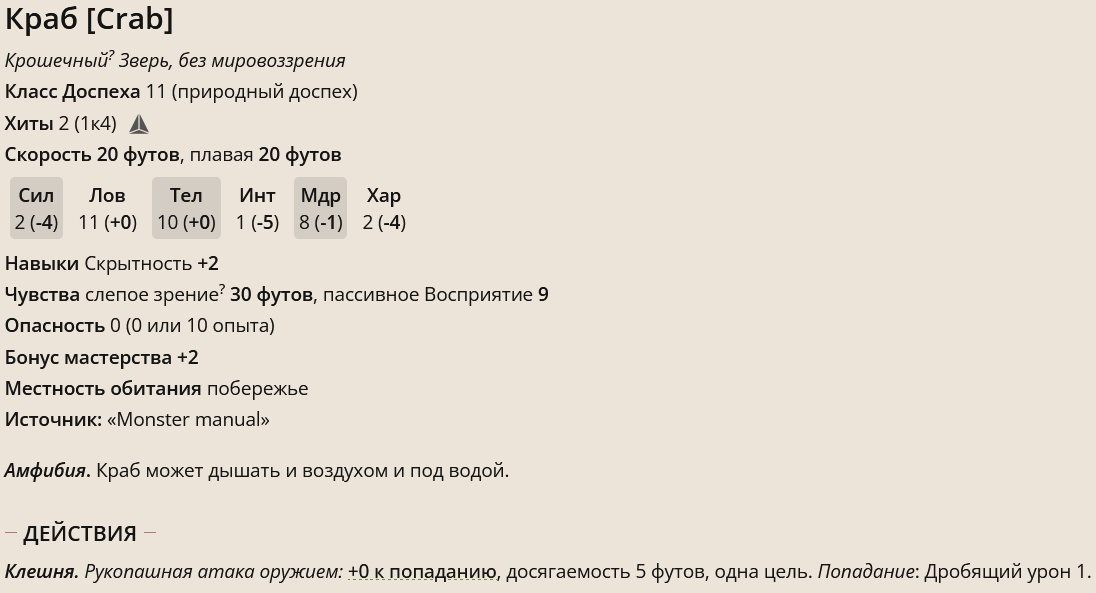 Краб [Crab]
Крошечный? Зверь, без мировоззрения
Класс Доспеха 11 (природный доспех)
Хиты 2 (1к4)
Скорость 20 футов, плавая 20 футов
Сил Лов Тел Инт Мдр Хар
2 (-4) 11 (+0) 10 (+0) 1 (-5) 8 (-1) 2 (-4)
Навыки Скрытность +2
Чувства слепое зрение? 30 футов, пассивное Восприятие 9
Опасность 0 (0 или 10 опыта)
Бонус мастерства +2
Местность обитания побережье
Источник: «Monster manual»
Амфибия. Краб может дышать и воздухом и под водой.
– ДЕЙСТВИЯ –
Клешня. Рукопашная атака оружием: +0 к попаданию, досягаемость 5 футов, одна цель. Попадание: Дробящий урон 1.